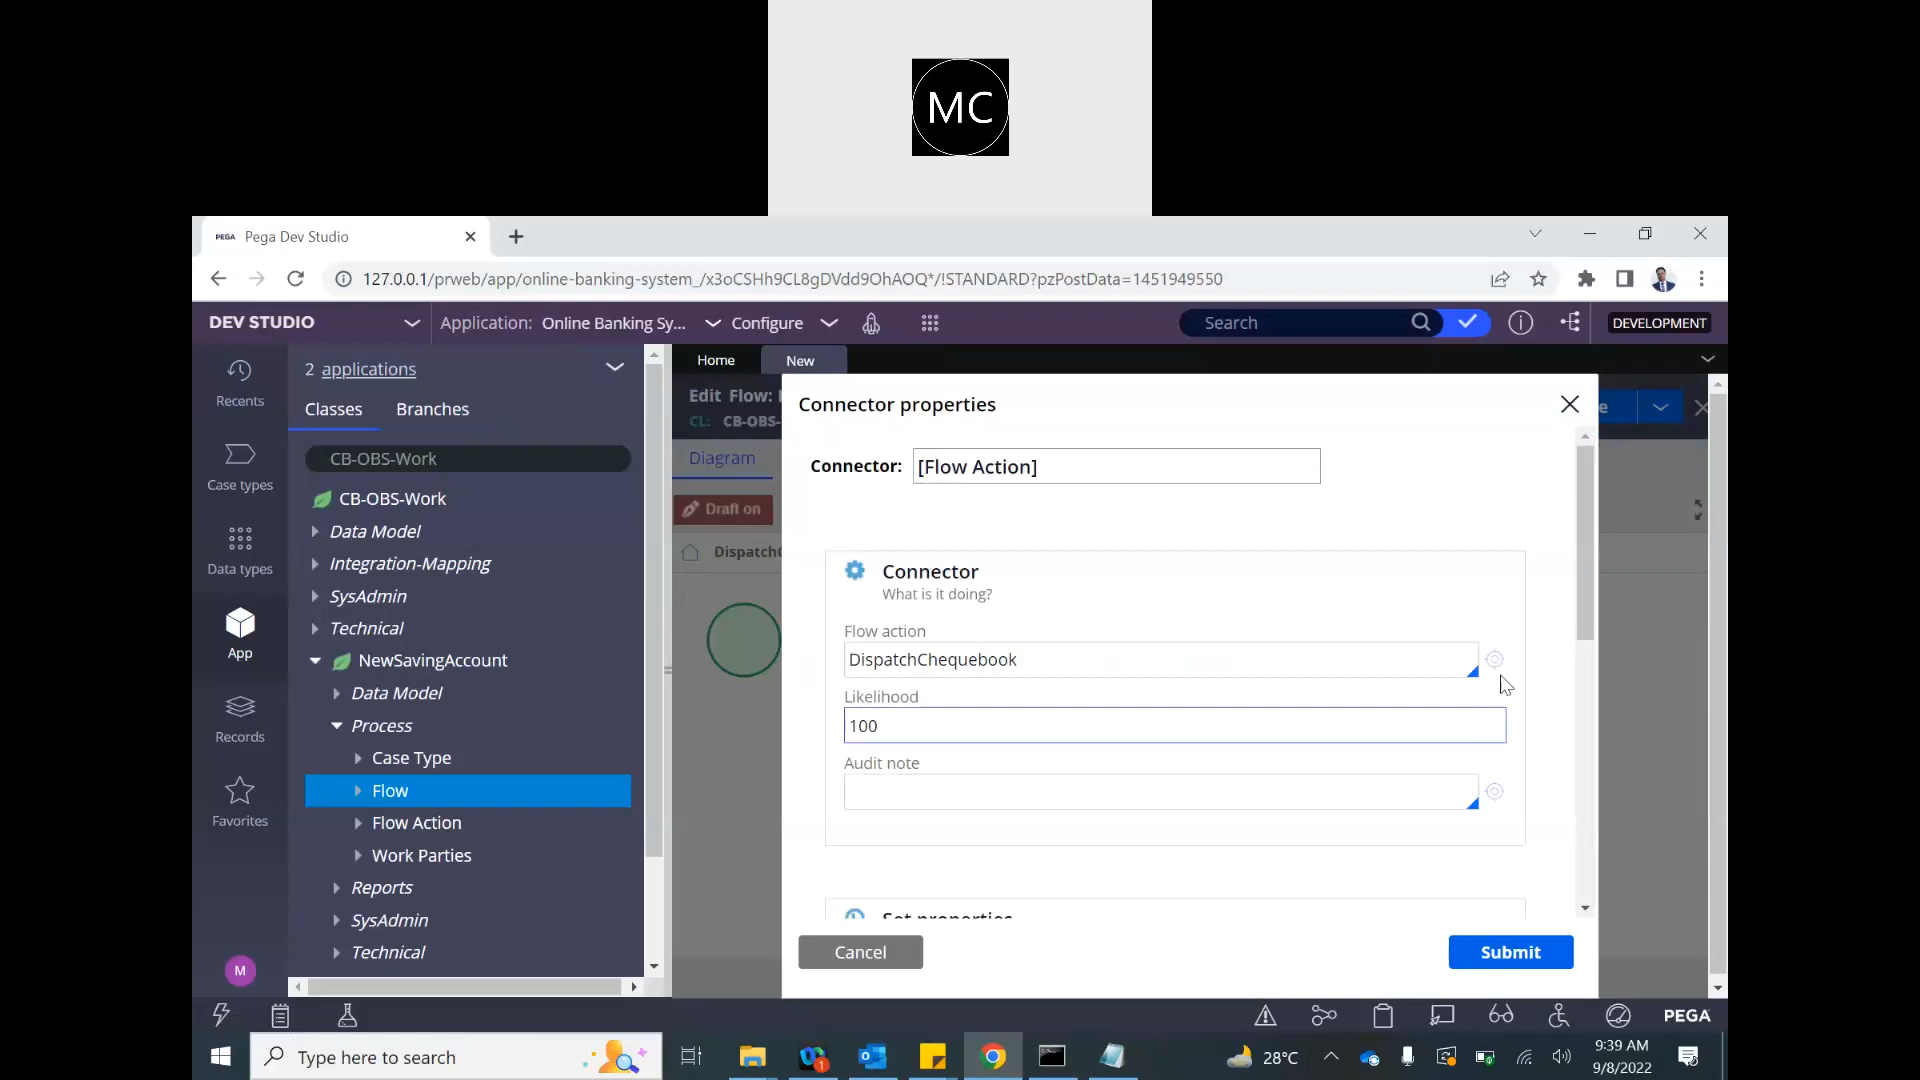 MC
PEGA Pega Dev Studio
127.0.0.1/prweb/app/online-banking-system_/x3oCSHh9CL8gDVdd9OhAOQ*/!STANDARD?pzPostData=1451949550
DEV STUDIO
Application: Online Banking Sy...
Configure
Search
DEVELOPMENT
Recents
Case types
Data types
App
Records
Favorites
M
2 applications
Classes
Branches
CB-OBS-Work
CB-OBS-Work
Data Model
Integration-Mapping
SysAdmin
Technical
NewSavingAccount
Data Model
Process
Case Type
Flow
Flow Action
Work Parties
Reports
SysAdmin
Technical
Home
New
Edit Flow:
CL: CB-OBS-
Diagram
Draft on
Connector properties
Connector: [Flow Action]
Connector
What is it doing?
Flow action
DispatchChequebook
Likelihood
100
Audit note
Set properties
Cancel
Submit
PEGA
Type here to search
1
28°C
9:39 AM
9/8/2022